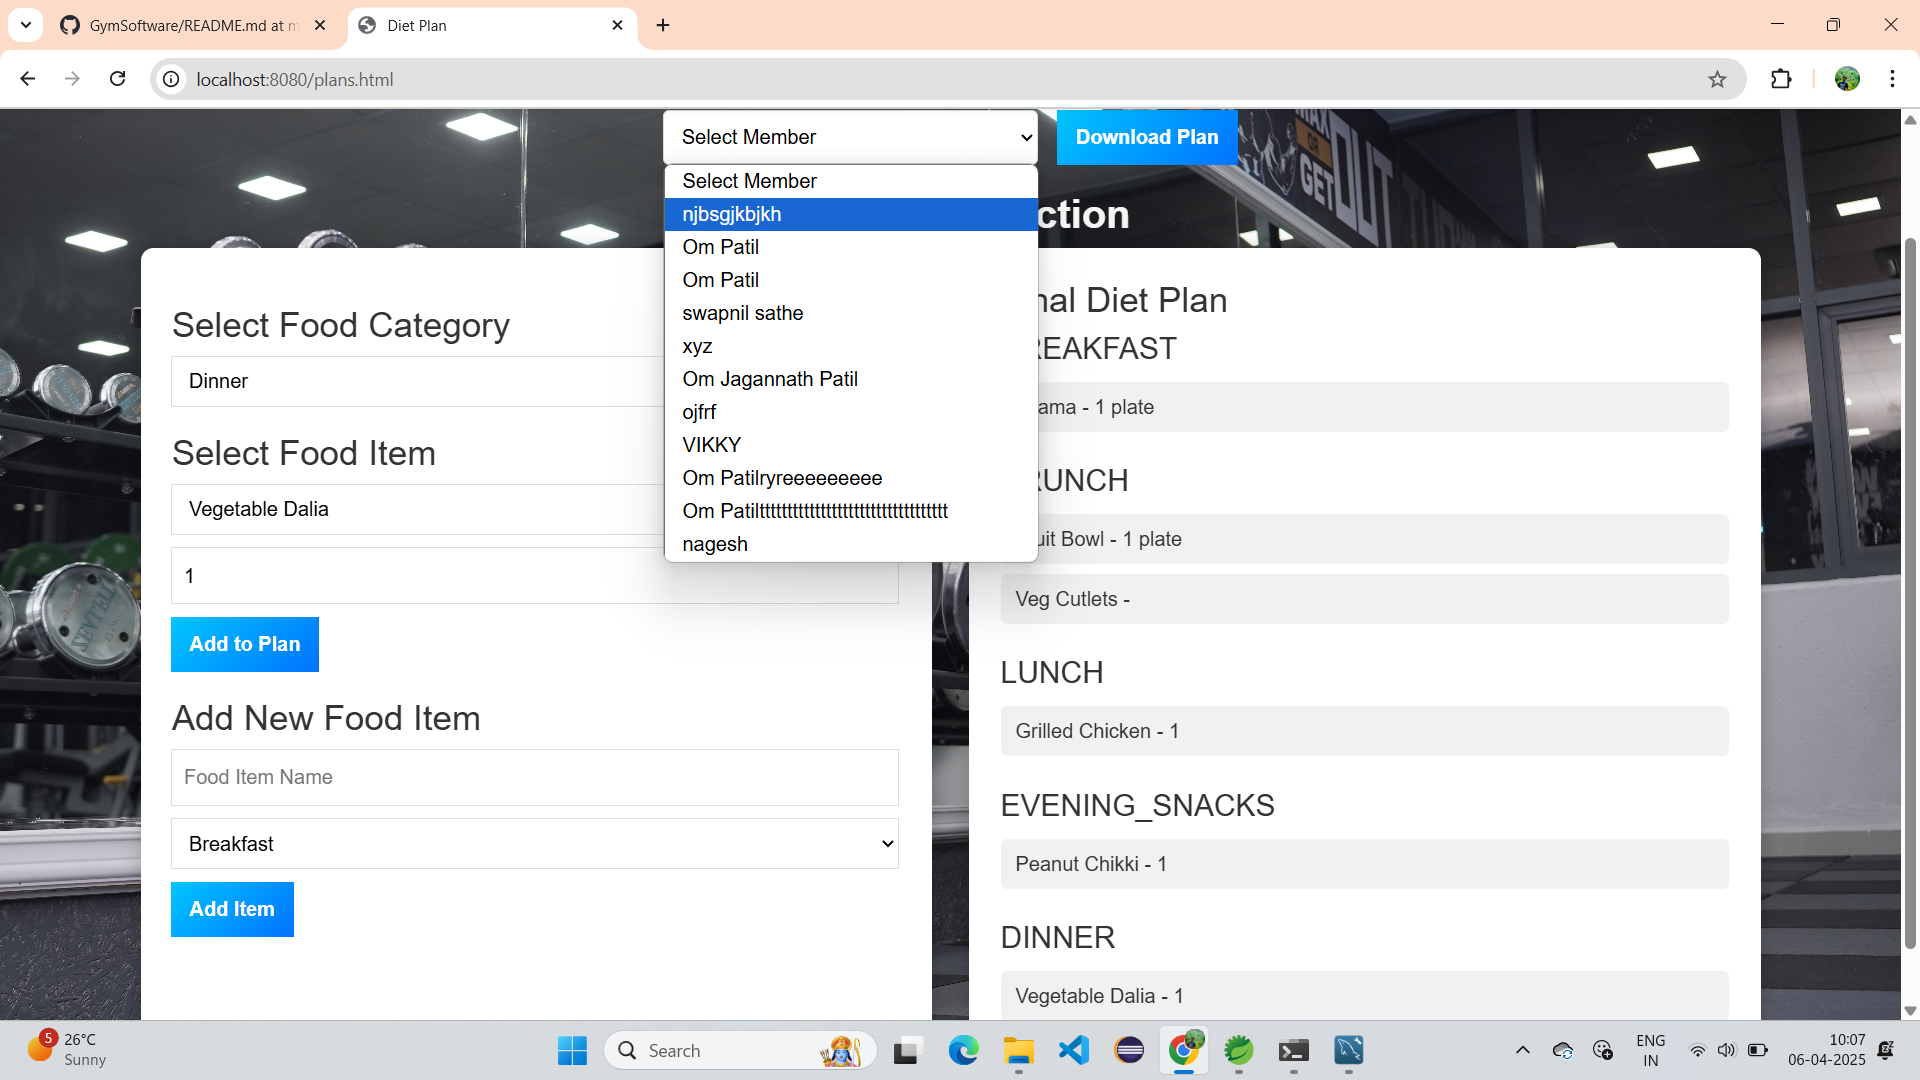 GymSoftware/README.md at m
Diet Plan
localhost:8080/plans.html
Select Member
Download Plan
Select Member
njbsgjkbjkh
Om Patil
Om Patil
swapnil sathe
xyz
Om Jagannath Patil
ojfrf
VIKKY
Om Patilryreeeeeeeee
Om Patilttttttttttttttttttttttttttttttttttt
nagesh
ction
Select Food Category
Dinner
Select Food Item
Vegetable Dalia
1
Add to Plan
Add New Food Item
Food Item Name
Breakfast
Add Item
nal Diet Plan
REAKFAST
ama - 1 plate
RUNCH
uit Bowl - 1 plate
Veg Cutlets -
LUNCH
Grilled Chicken - 1
EVENING_SNACKS
Peanut Chikki - 1
DINNER
Vegetable Dalia - 1
GET
OUT
5
26°C
Sunny
Search
ENG
IN
10:07
06-04-2025